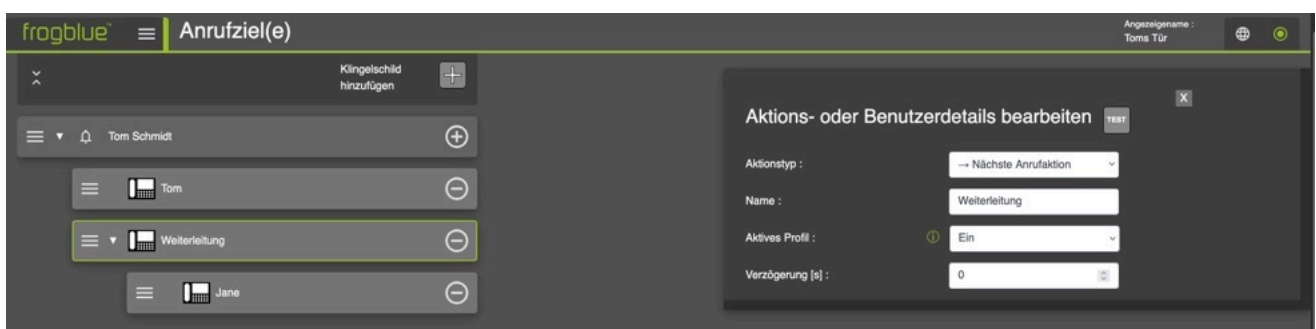 frogblue™
Anrufziel(e)
Angezeigename :
Toms Tür
Klingelschild
hinzufügen
Tom Schmidt
Tom
Weiterleitung
Jane
X
Aktions- oder Benutzerdetails bearbeiten
TEST
Aktionstyp :
→ Nächste Anrufaktion
Name :
Weiterleitung
Aktives Profil :
Ein
Verzögerung [s] :
0